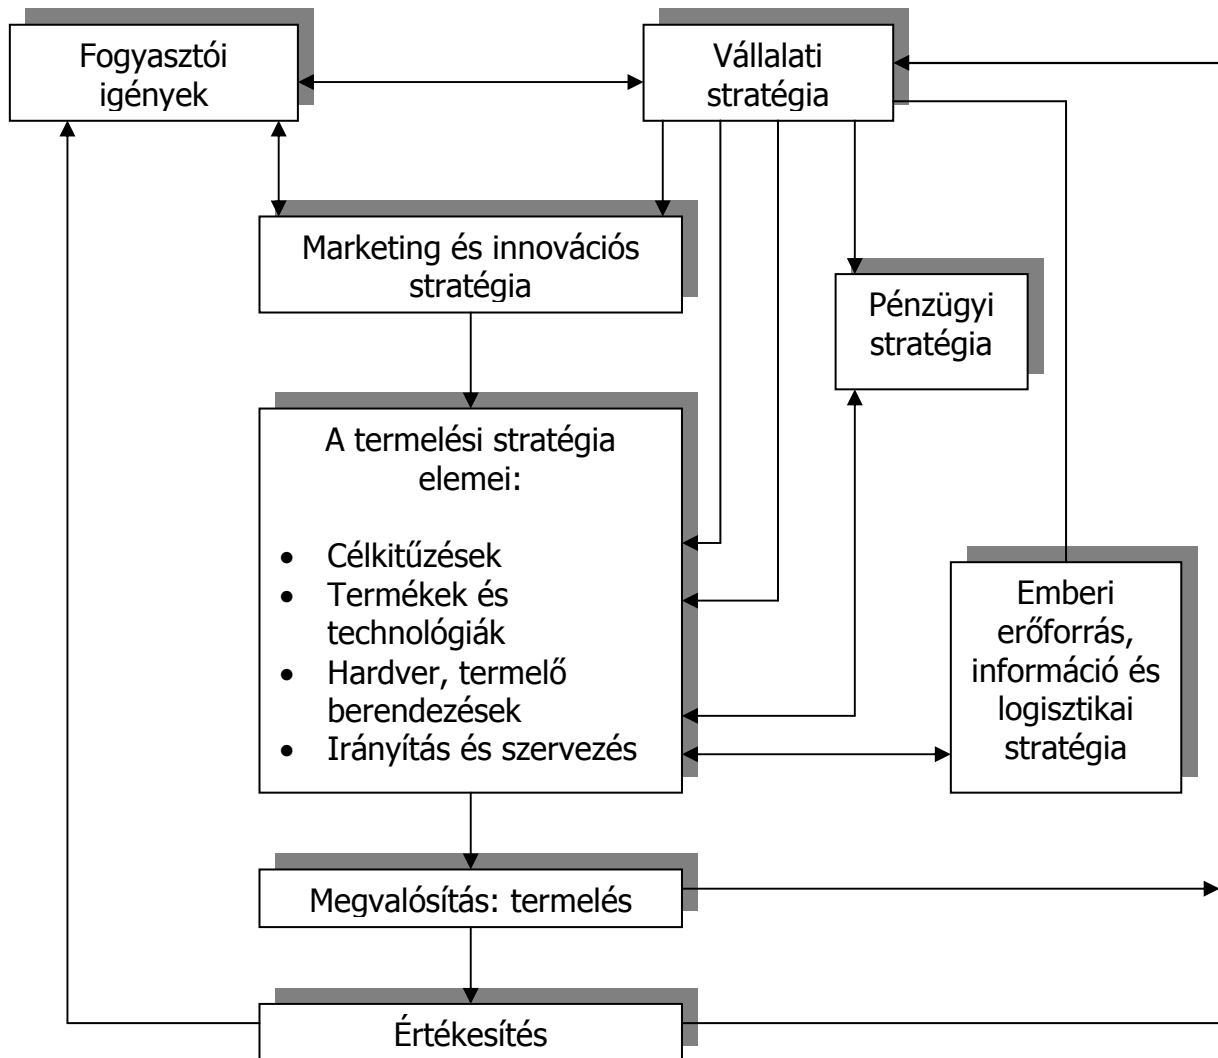 Fogyasztói
igények
Vállalati
stratégia
Marketing és innovációs
stratégia
Pénzügyi
stratégia
A termelési stratégia
elemei:
• Célkitűzések
• Termékek és
technológiák
• Hardver, termelő
berendezések
• Irányítás és szervezés
Emberi
erőforrás,
információ és
logisztikai
stratégia
Megvalósítás: termelés
Értékesítés